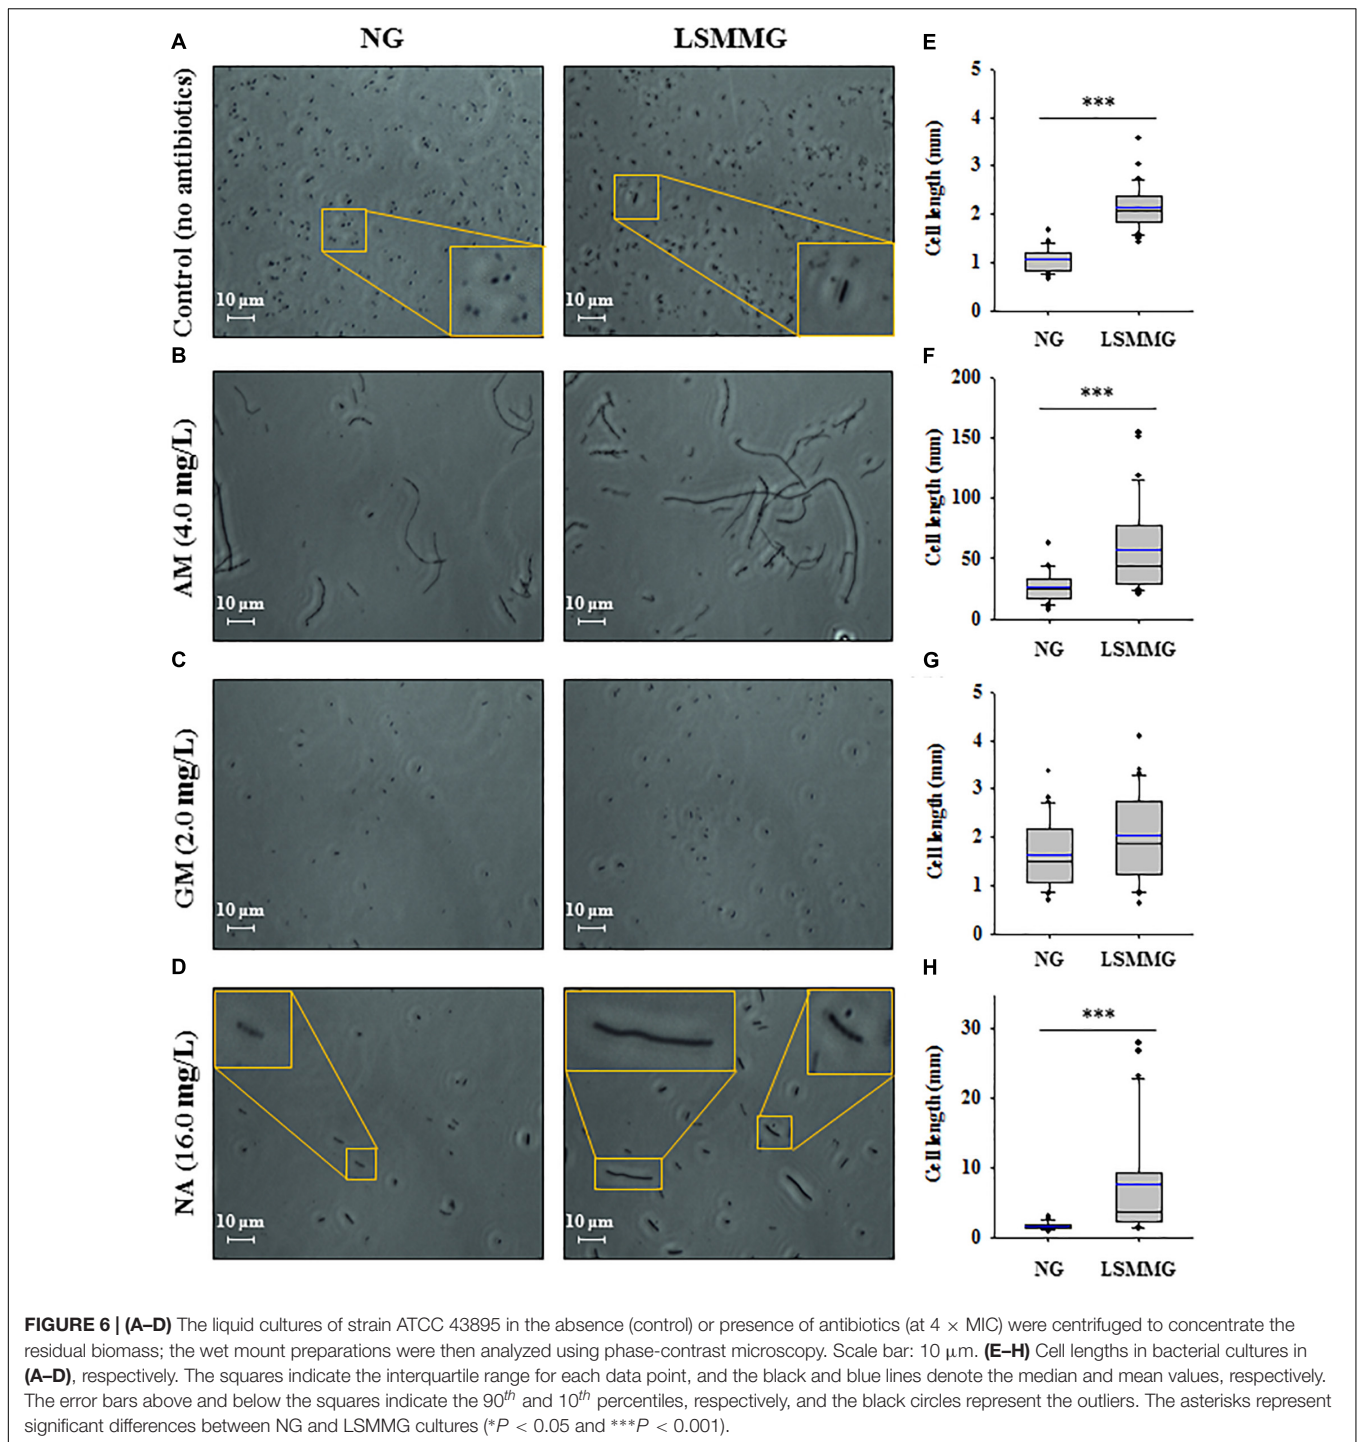 NG LSMMG
A
Control (no antibiotics)
10 µm
10 µm
E
Cell length (mm)
5
4
3
2
1
0
***
NG LSMMG
B
AM (4.0 mg/L)
10 µm
10 µm
F
Cell length (mm)
200
150
100
50
0
***
NG LSMMG
C
GM (2.0 mg/L)
10 µm
10 µm
G
Cell length (mm)
5
4
3
2
1
0
NG LSMMG
D
NA (16.0 mg/L)
10 µm
10 µm
H
Cell length (mm)
30
20
10
0
***
NG LSMMG
FIGURE 6 | (A–D) The liquid cultures of strain ATCC 43895 in the absence (control) or presence of antibiotics (at 4 × MIC) were centrifuged to concentrate the
residual biomass; the wet mount preparations were then analyzed using phase-contrast microscopy. Scale bar: 10 µm. (E–H) Cell lengths in bacterial cultures in
(A–D), respectively. The squares indicate the interquartile range for each data point, and the black and blue lines denote the median and mean values, respectively.
The error bars above and below the squares indicate the 90th and 10th percentiles, respectively, and the black circles represent the outliers. The asterisks represent
significant differences between NG and LSMMG cultures (*P < 0.05 and ***P < 0.001).